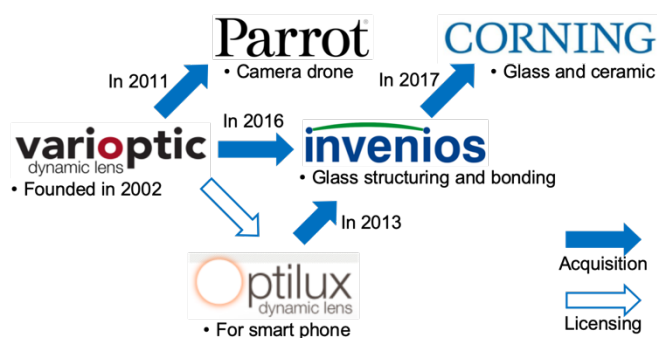 Parrot
• Camera drone
CORNING
• Glass and ceramic
In 2011
In 2017
varioptic
dynamic lens
• Founded in 2002
In 2016
invenios
• Glass structuring and bonding
In 2013
Optilux
dynamic lens
• For smart phone
Acquisition
Licensing